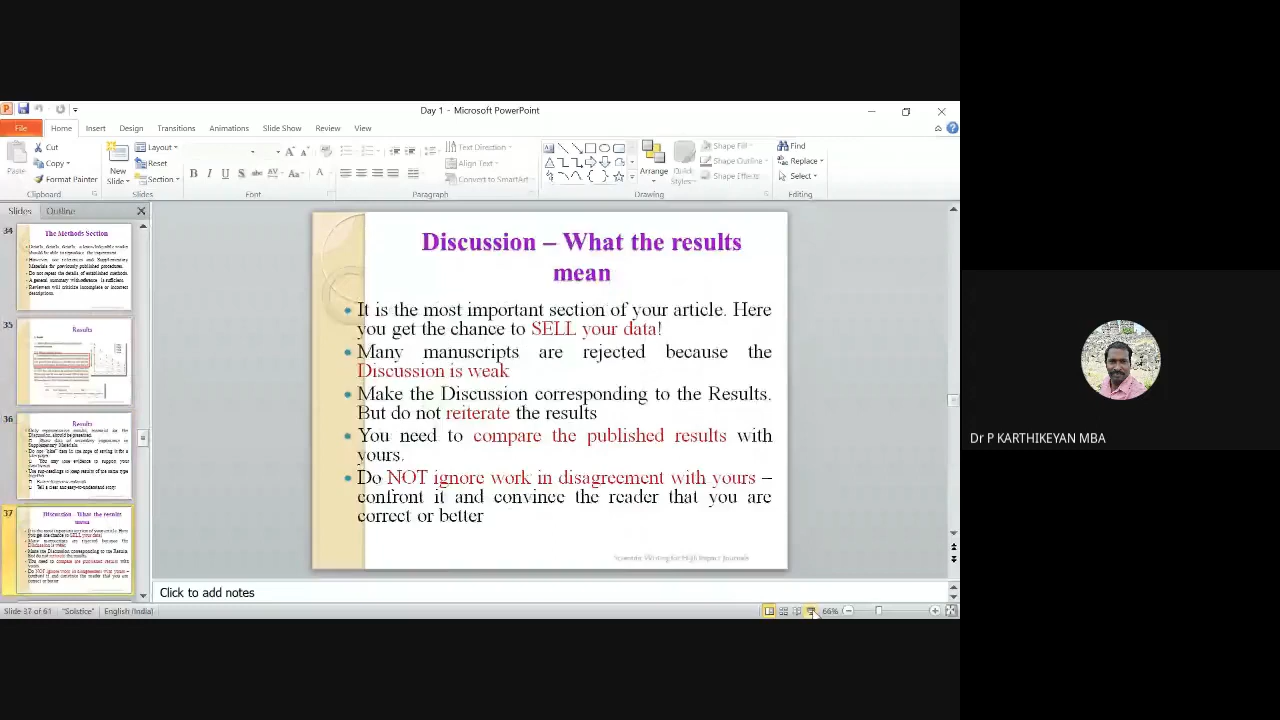 Day 1 - Microsoft PowerPoint
File Home Insert Design Transitions Animations Slide Show Review View
Cut
Copy
Format Painter
Paste
Clipboard
New
Slide
Layout
Reset
Section
Slides
Font
Text Direction
Align Text
Convert to SmartArt
Paragraph
Arrange
Quick
Styles
Shape Fill
Shape Outline
Shape Effects
Drawing
Find
Replace
Select
Editing
Slides Outline
34
The Methods Section
35
Results
36
Results
37
Discussion – What the results
mean
Discussion – What the results
mean
It is the most important section of your article. Here
you get the chance to SELL your data!
Many manuscripts are rejected because the
Discussion is weak
Make the Discussion corresponding to the Results.
But do not reiterate the results
You need to compare the published results with
yours.
Do NOT ignore work in disagreement with yours –
confront it and convince the reader that you are
correct or better
Scientific Writing for High Impact Journals
Click to add notes
Slide 37 of 61 "Solstice" English (India) 66%
Dr P KARTHIKEYAN MBA